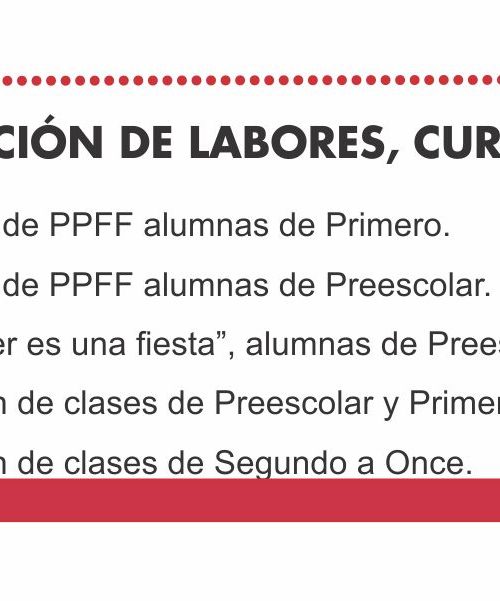 CIÓN DE LABORES, CUR
de PPFF alumnas de Primero.
de PPFF alumnas de Preescolar.
er es una fiesta”, alumnas de Prees
n de clases de Preescolar y Primer
n de clases de Segundo a Once.